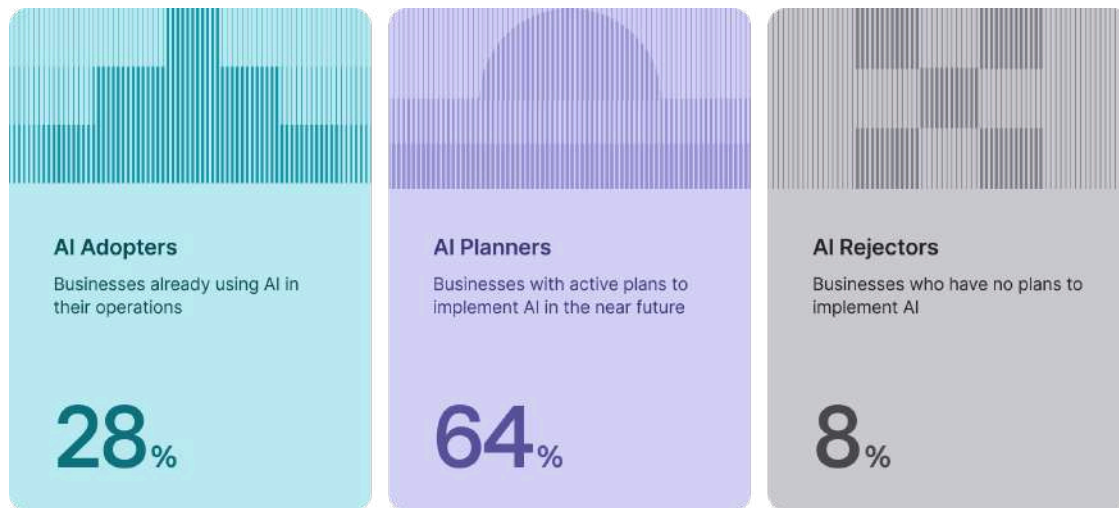 AI Adopters
Businesses already using AI in
their operations
28%
AI Planners
Businesses with active plans to
implement AI in the near future
64%
AI Rejectors
Businesses who have no plans to
implement AI
8%